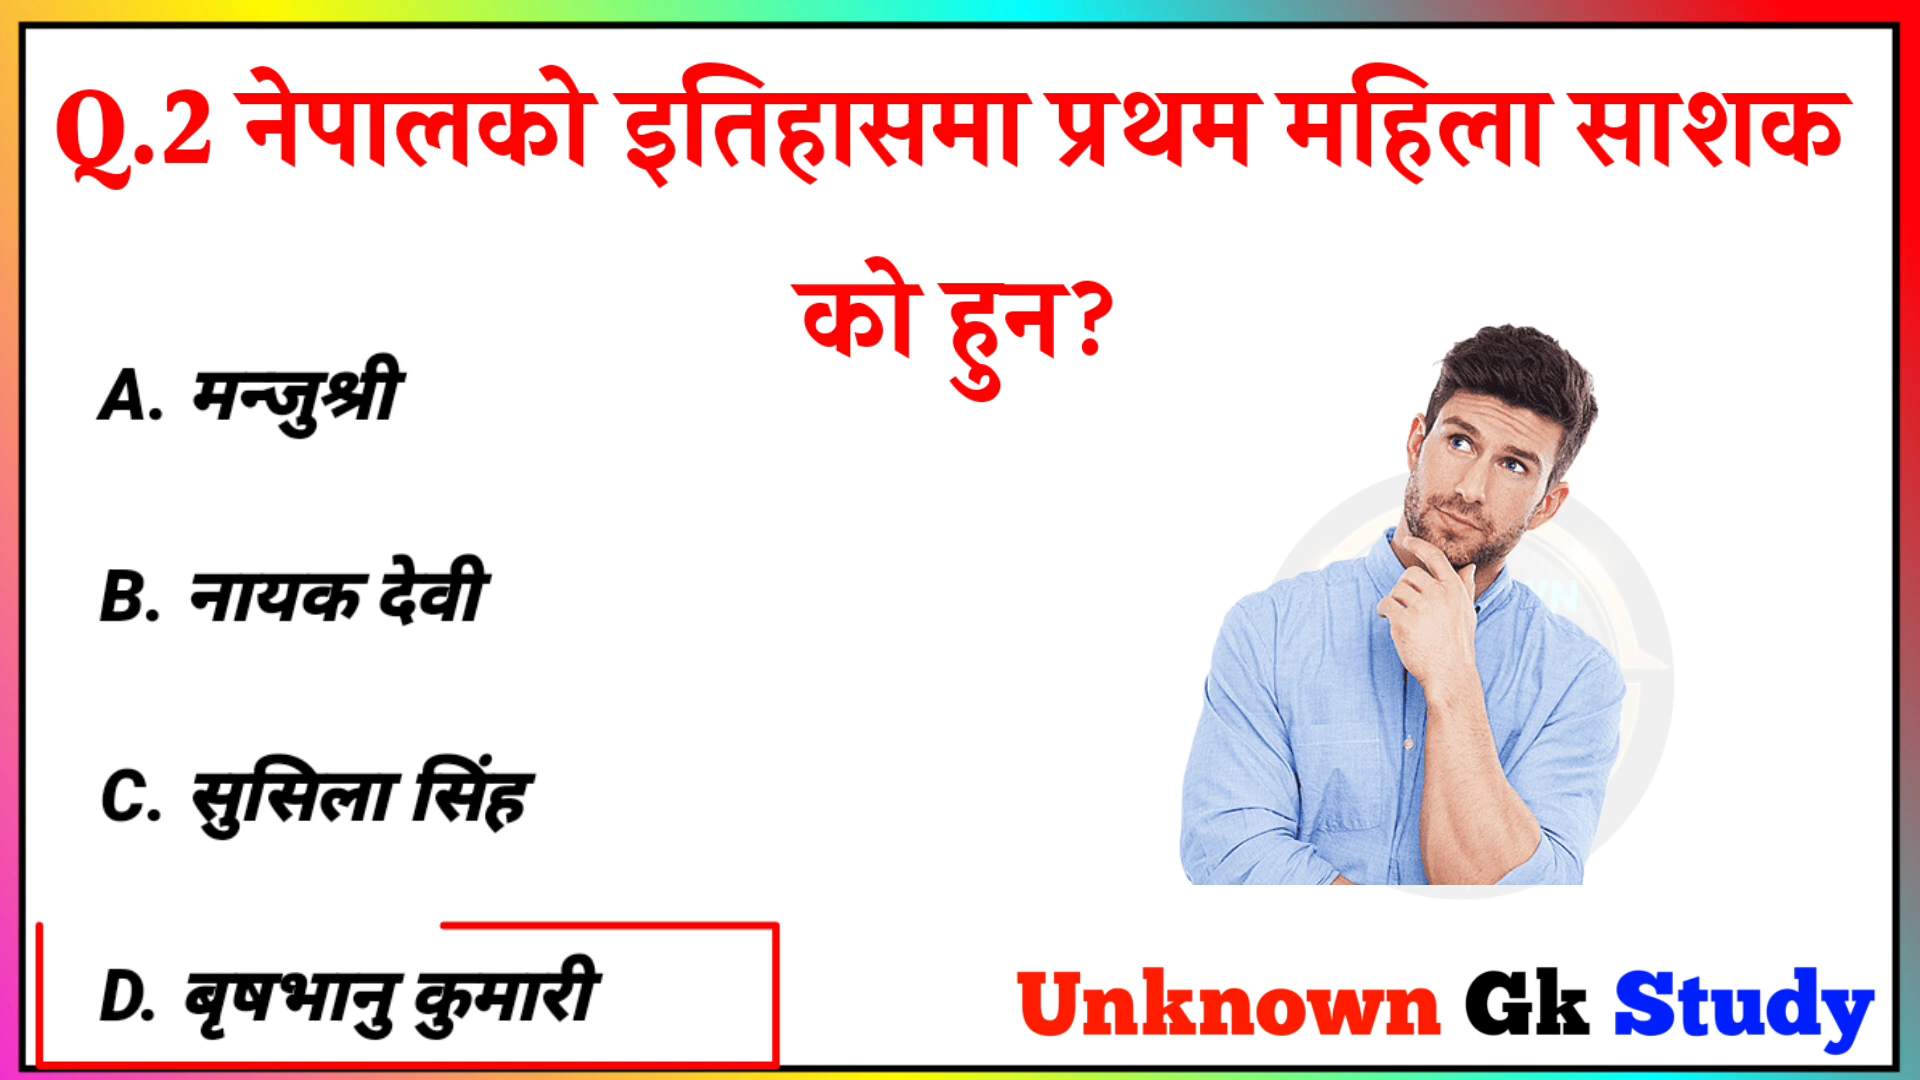 Q.2 नेपालको इतिहासमा प्रथम महिला साशक
को हुन?
A. मन्जुश्री
B. नायक देवी
C. सुसिला सिंह
D. बृषभानु कुमारी
Unknown Gk Study